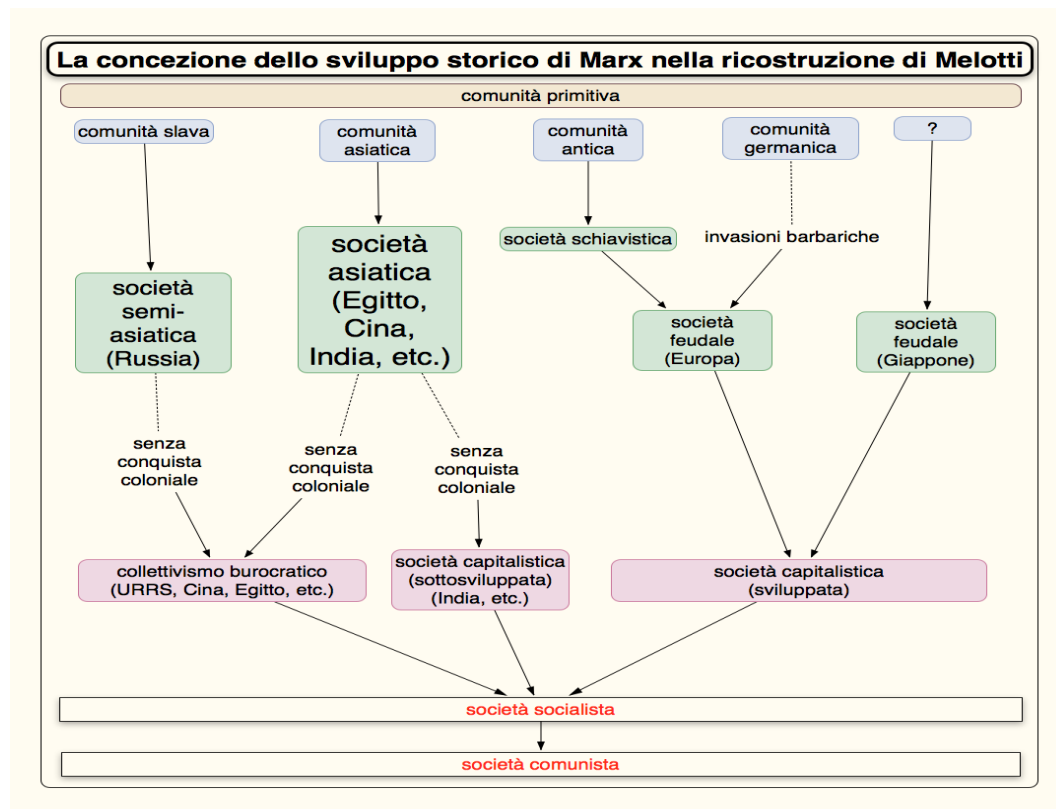 La concezione dello sviluppo storico di Marx nella ricostruzione di Melotti
comunità primitiva
comunità slava
comunità
asiatica
comunità
antica
comunità
germanica
?
società
asiatica
(Egitto,
Cina,
India, etc.)
società schiavistica
invasioni barbariche
società
semi-
asiatica
(Russia)
società
feudale
(Europa)
società
feudale
(Giappone)
senza
conquista
coloniale
senza
conquista
coloniale
senza
conquista
coloniale
collettivismo burocratico
(URRS, Cina, Egitto, etc.)
società capitalistica
(sottosviluppata)
(India, etc.)
società capitalistica
(sviluppata)
società socialista
società comunista